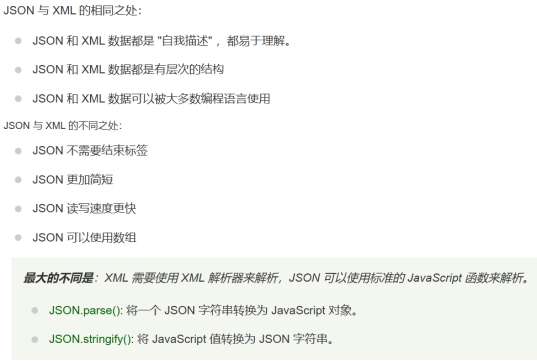 JSON 与 XML 的相同之处：
JSON 和 XML 数据都是 "自我描述" ，都易于理解。
JSON 和 XML 数据都是有层次的结构
JSON 和 XML 数据可以被大多数编程语言使用
JSON 与 XML 的不同之处：
JSON 不需要结束标签
JSON 更加简短
JSON 读写速度更快
JSON 可以使用数组
最大的不同是：XML 需要使用 XML 解析器来解析，JSON 可以使用标准的 JavaScript 函数来解析。
JSON.parse(): 将一个 JSON 字符串转换为 JavaScript 对象。
JSON.stringify(): 将 JavaScript 值转换为 JSON 字符串。